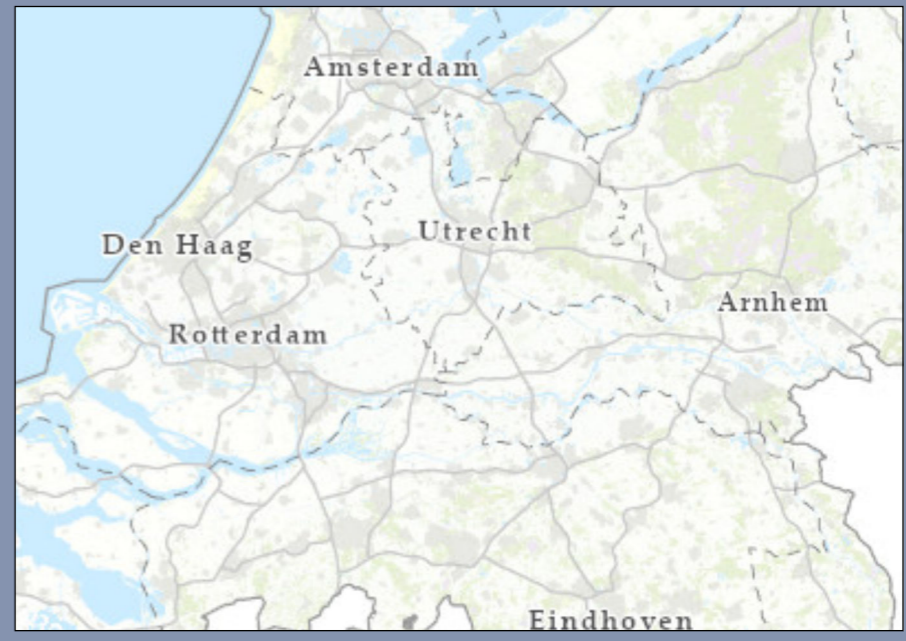 Amsterdam
Utrecht
Den Haag
Arnhem
Rotterdam
Eindhoven